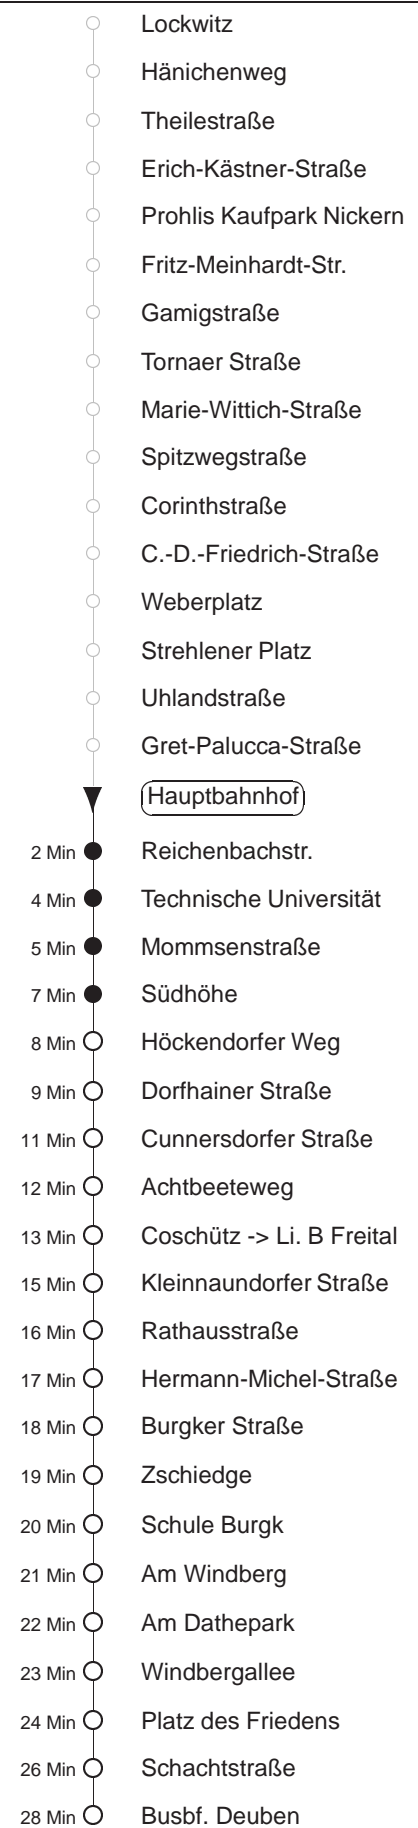 Lockwitz
Hänichenweg
Theilestraße
Erich-Kästner-Straße
Prohlis Kaufpark Nickern
Fritz-Meinhardt-Str.
Gamigstraße
Tornaer Straße
Marie-Wittich-Straße
Spitzwegstraße
Corinthstraße
C.-D.-Friedrich-Straße
Weberplatz
Strehlener Platz
Uhlandstraße
Gret-Palucca-Straße
Hauptbahnhof
2 Min Reichenbachstr.
4 Min Technische Universität
5 Min Mommsenstraße
7 Min Südhöhe
8 Min Höckendorfer Weg
9 Min Dorfhainer Straße
11 Min Cunnersdorfer Straße
12 Min Achtbeeteweg
13 Min Coschütz -> Li. B Freital
15 Min Kleinnaundorfer Straße
16 Min Rathausstraße
17 Min Hermann-Michel-Straße
18 Min Burgker Straße
19 Min Zschiedge
20 Min Schule Burgk
21 Min Am Windberg
22 Min Am Dathepark
23 Min Windbergallee
24 Min Platz des Friedens
26 Min Schachtstraße
28 Min Busbf. Deuben